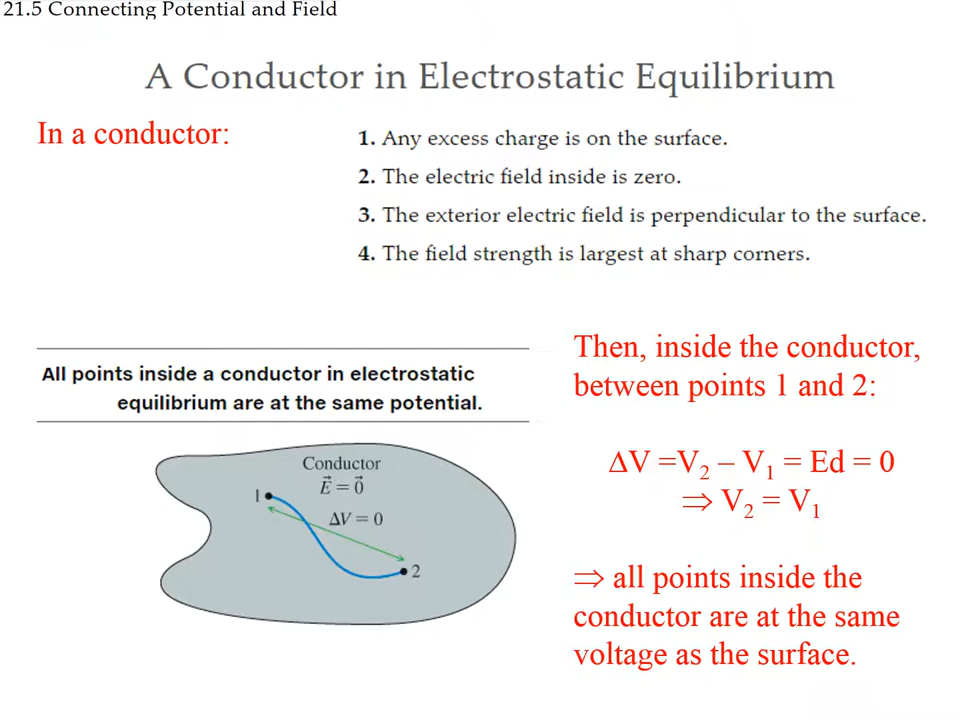 21.5 Connecting Potential and Field
A Conductor in Electrostatic Equilibrium
In a conductor:
1. Any excess charge is on the surface.
2. The electric field inside is zero.
3. The exterior electric field is perpendicular to the surface.
4. The field strength is largest at sharp corners.
All points inside a conductor in electrostatic
equilibrium are at the same potential.
Conductor
E⃗ = 0⃗
1
ΔV = 0
2
Then, inside the conductor,
between points 1 and 2:
ΔV =V₂ – V₁ = Ed = 0
⇒ V₂ = V₁
⇒ all points inside the
conductor are at the same
voltage as the surface.